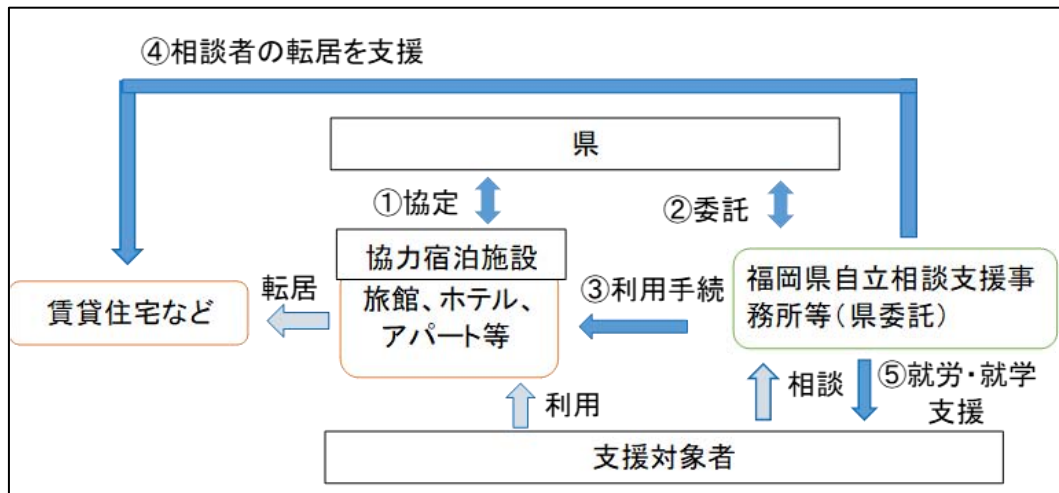 ④相談者の転居を支援
県
①協定
②委託
協力宿泊施設
旅館、ホテル、
アパート等
転居
賃貸住宅など
③利用手続
福岡県自立相談支援事
務所等(県委託)
利用
相談
⑤就労・就学
支援
支援対象者